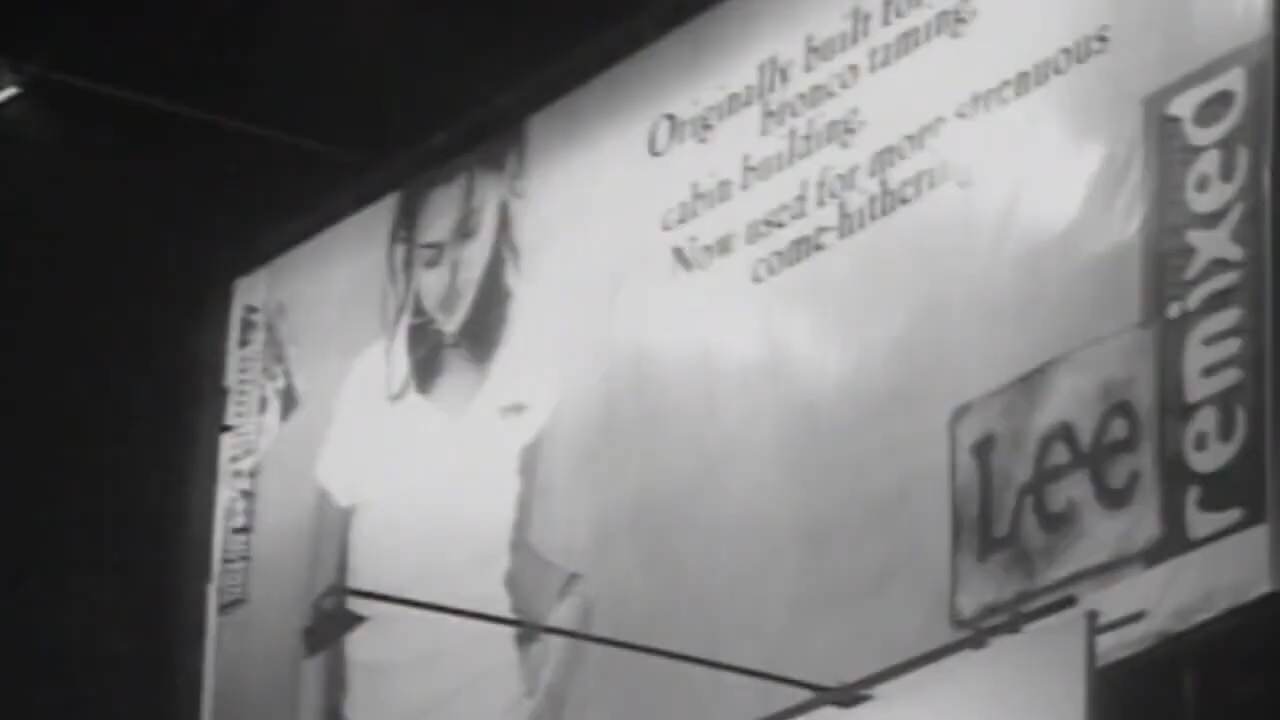 Originally built for
bronco taming,
cabin building.
Now used for more strenuous
come-hithering
Lee
remixed